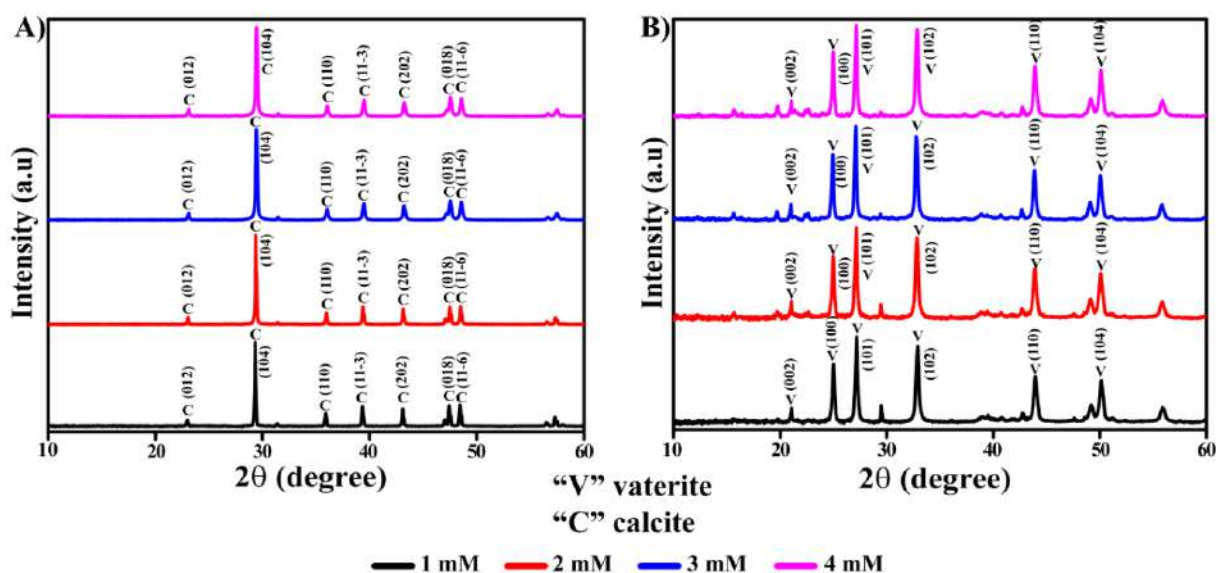 A)
B)
Intensity (a.u)
C (012)
C (104)
C (110)
C (11-3)
C (202)
C (018)
C (11-6)
C (012)
C
(104)
C (110)
C (11-3)
C (202)
C (018)
C (11-6)
C (012)
C
(104)
C (110)
C (11-3)
C (202)
C (018)
C (11-6)
C (012)
C
(104)
C (110)
C (11-3)
C (202)
C (018)
C (11-6)
10 20 30 40 50 60
2θ (degree)
Intensity (a.u)
V (002)
V
(100)
(101)
V
(102)
V
V (110)
V (104)
V (002)
V
(100)
(101)
V
V
(102)
V (110)
V (104)
V (002)
V
(100)
(101)
V
V
(102)
V (110)
V (104)
V (002)
V (100)
V
(101)
V
(102)
V (110)
V (104)
10 20 30 40 50 60
2θ (degree)
“V” vaterite
“C” calcite
1 mM 2 mM 3 mM 4 mM